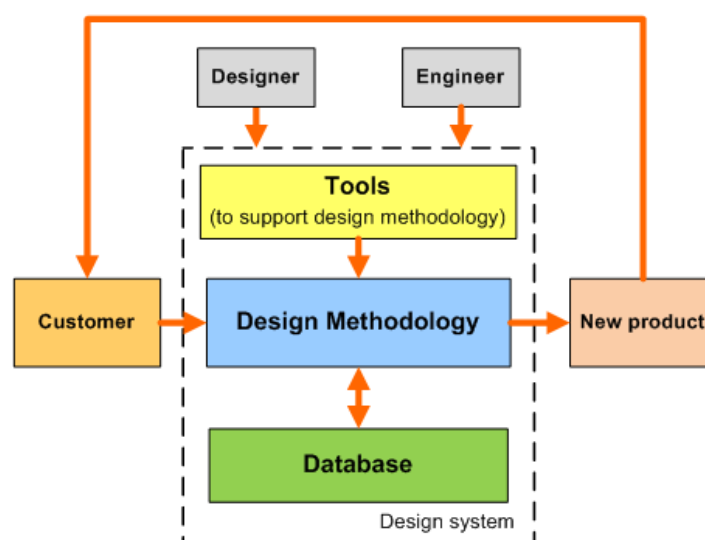 Designer
Engineer
Tools
(to support design methodology)
Customer
Design Methodology
New product
Database
Design system